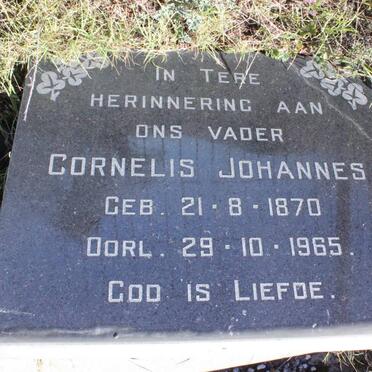 IN TERE
HERINNERING AAN
ONS VADER
CORNELIS JOHANNES
GEB. 21-8-1870
OORL. 29-10-1965.
GOD IS LIEFDE.